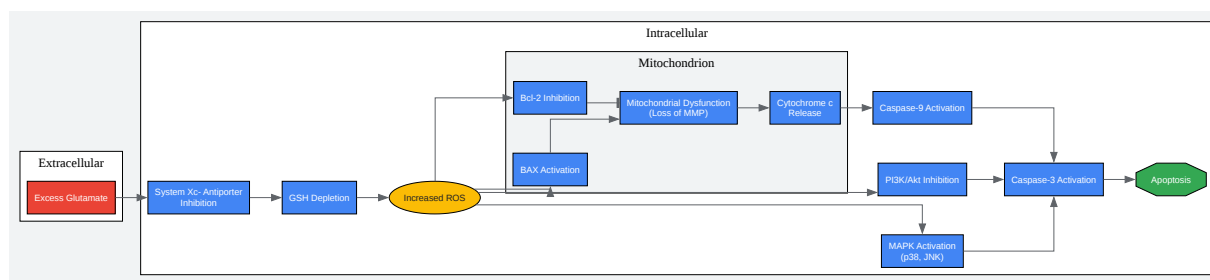 Intracellular
Mitochondrion
Bcl-2 Inhibition
Mitochondrial Dysfunction
(Loss of MMP)
Cytochrome c
Release
Caspase-9 Activation
Extracellular
Excess Glutamate
System Xc- Antiporter
Inhibition
GSH Depletion
Increased ROS
BAX Activation
PI3K/Akt Inhibition
Caspase-3 Activation
Apoptosis
MAPK Activation
(p38, JNK)